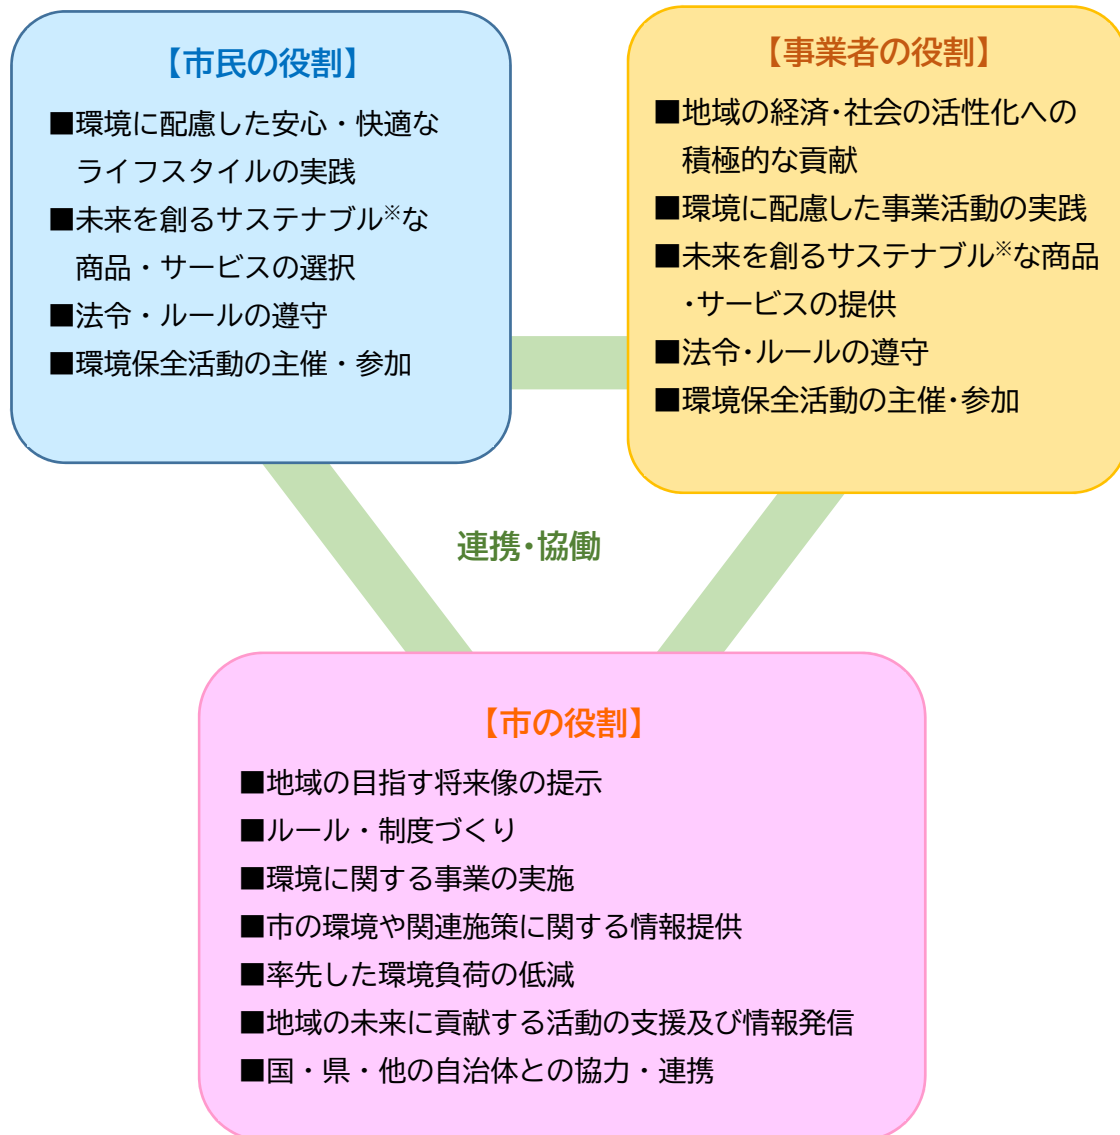 【市民の役割】
■環境に配慮した安心・快適な
ライフスタイルの実践
■未来を創るサステナブル※な
商品・サービスの選択
■法令・ルールの遵守
■環境保全活動の主催・参加
【事業者の役割】
■地域の経済・社会の活性化への
積極的な貢献
■環境に配慮した事業活動の実践
■未来を創るサステナブル※な商品
・サービスの提供
■法令・ルールの遵守
■環境保全活動の主催・参加
連携・協働
【市の役割】
■地域の目指す将来像の提示
■ルール・制度づくり
■環境に関する事業の実施
■市の環境や関連施策に関する情報提供
■率先した環境負荷の低減
■地域の未来に貢献する活動の支援及び情報発信
■国・県・他の自治体との協力・連携